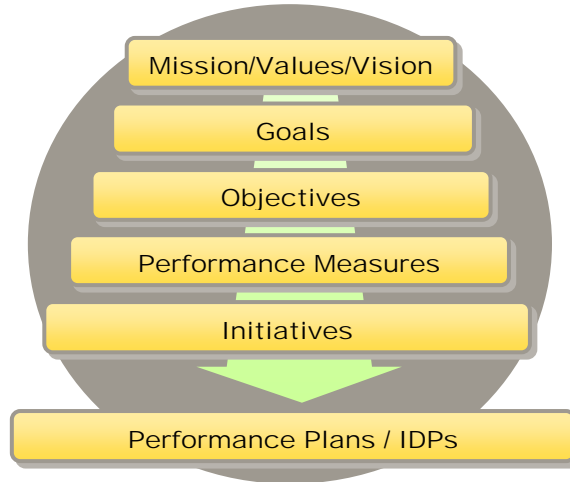 Mission/Values/Vision
Goals
Objectives
Performance Measures
Initiatives
Performance Plans / IDPs